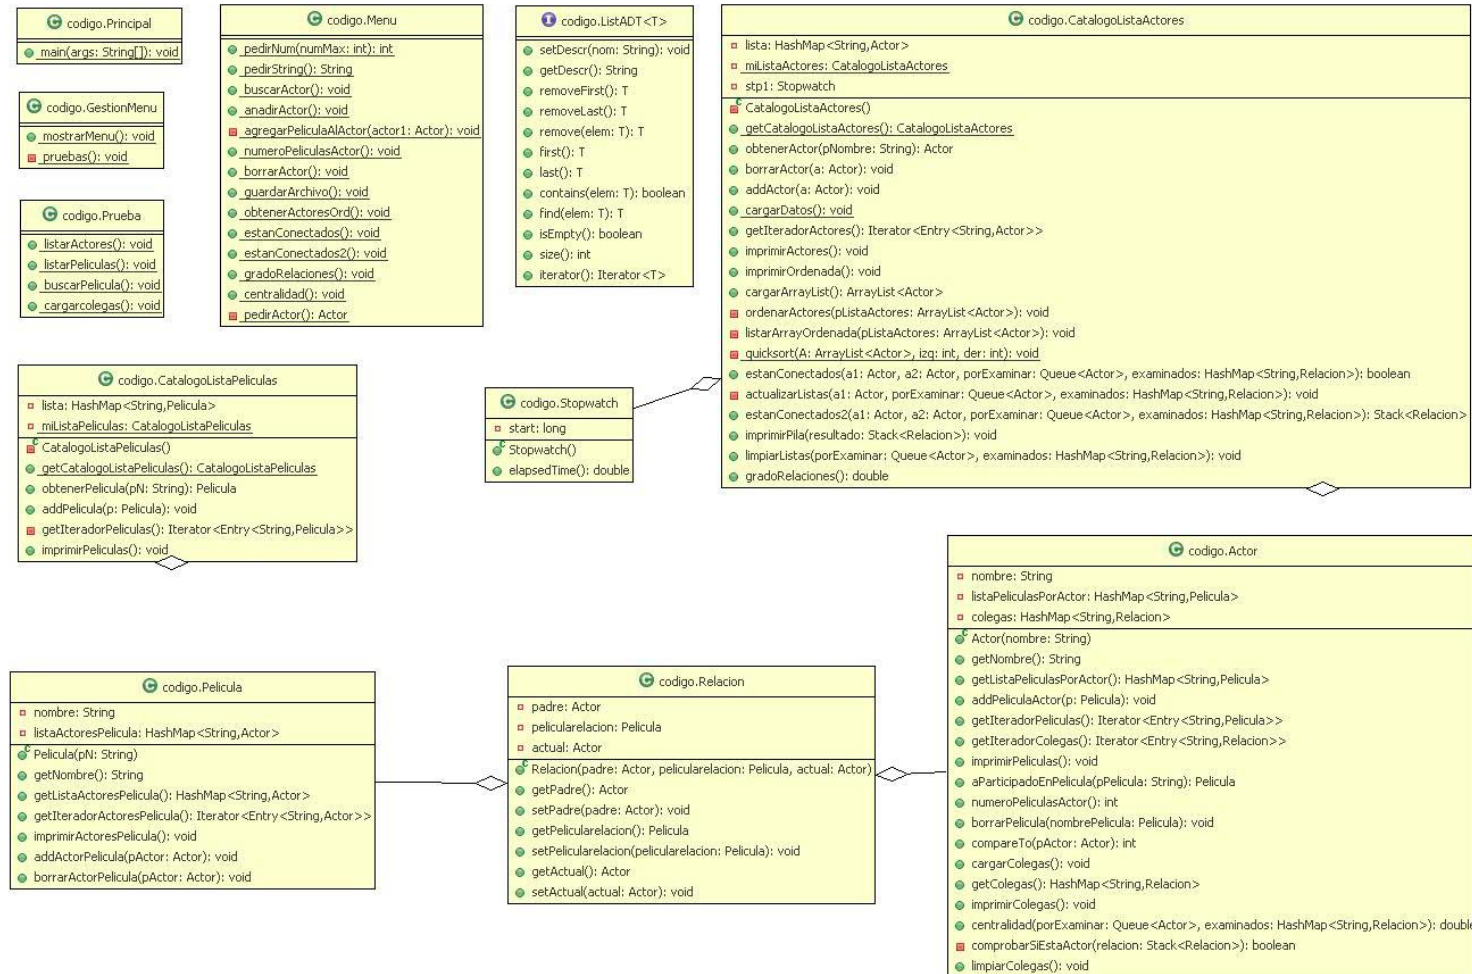 codigo.Principal
main(args: String[]): void
codigo.GestionMenu
mostrarMenu(): void
pruebas(): void
codigo.Prueba
listarActores(): void
listarPeliculas(): void
buscarPelicula(): void
cargarcolegas(): void
codigo.Menu
pedirNum(numMax: int): int
pedirString(): String
buscarActor(): void
anadirActor(): void
agregarPeliculaAlActor(actor1: Actor): void
numeroPeliculasActor(): void
borrarActor(): void
guardarArchivo(): void
obtenerActoresOrd(): void
estanConectados(): void
estanConectados2(): void
gradoRelaciones(): void
centralidad(): void
pedirActor(): Actor
codigo.ListADT<T>
setDescr(nom: String): void
getDescr(): String
removeFirst(): T
removeLast(): T
remove(elem: T): T
first(): T
last(): T
contains(elem: T): boolean
find(elem: T): T
isEmpty(): boolean
size(): int
iterator(): Iterator<T>
codigo.CatalogoListaActores
lista: HashMap<String,Actor>
miListaActores: CatalogoListaActores
stp1: Stopwatch
CatalogoListaActores()
getCatalogoListaActores(): CatalogoListaActores
obtenerActor(pNombre: String): Actor
borrarActor(a: Actor): void
addActor(a: Actor): void
cargarDatos(): void
getIteradorActores(): Iterator<Entry<String,Actor>>
imprimirActores(): void
imprimirOrdenada(): void
cargarArrayList(): ArrayList<Actor>
ordenarActores(pListaActores: ArrayList<Actor>): void
listarArrayOrdenada(pListaActores: ArrayList<Actor>): void
quicksort(A: ArrayList<Actor>, izq: int, der: int): void
estanConectados(a1: Actor, a2: Actor, porExaminar: Queue<Actor>, examinados: HashMap<String,Relacion>): boolean
actualizarListas(a1: Actor, porExaminar: Queue<Actor>, examinados: HashMap<String,Relacion>): void
estanConectados2(a1: Actor, a2: Actor, porExaminar: Queue<Actor>, examinados: HashMap<String,Relacion>): Stack<Relacion>
imprimirPila(resultado: Stack<Relacion>): void
limpiarListas(porExaminar: Queue<Actor>, examinados: HashMap<String,Relacion>): void
gradoRelaciones(): double
codigo.CatalogoListaPeliculas
lista: HashMap<String,Pelicula>
miListaPeliculas: CatalogoListaPeliculas
CatalogoListaPeliculas()
getCatalogoListaPeliculas(): CatalogoListaPeliculas
obtenerPelicula(pN: String): Pelicula
addPelicula(p: Pelicula): void
getIteradorPeliculas(): Iterator<Entry<String,Pelicula>>
imprimirPeliculas(): void
codigo.Stopwatch
start: long
Stopwatch()
elapsedTime(): double
codigo.Pelicula
nombre: String
listaActoresPelicula: HashMap<String,Actor>
Pelicula(pN: String)
getNombre(): String
getListaActoresPelicula(): HashMap<String,Actor>
getIteradorActoresPelicula(): Iterator<Entry<String,Actor>>
imprimirActoresPelicula(): void
addActorPelicula(pActor: Actor): void
borrarActorPelicula(pActor: Actor): void
codigo.Relacion
padre: Actor
pelicularelacion: Pelicula
actual: Actor
Relacion(padre: Actor, pelicularelacion: Pelicula, actual: Actor)
getPadre(): Actor
setPadre(padre: Actor): void
getPelicularelacion(): Pelicula
setPelicularelacion(pelicularelacion: Pelicula): void
getActual(): Actor
setActual(actual: Actor): void
codigo.Actor
nombre: String
listaPeliculasPorActor: HashMap<String,Pelicula>
colegas: HashMap<String,Relacion>
Actor(nombre: String)
getNombre(): String
getListaPeliculasPorActor(): HashMap<String,Pelicula>
addPeliculaActor(p: Pelicula): void
getIteradorPeliculas(): Iterator<Entry<String,Pelicula>>
getIteradorColegas(): Iterator<Entry<String,Relacion>>
imprimirPeliculas(): void
aParticipadoEnPelicula(pPelicula: String): Pelicula
numeroPeliculasActor(): int
borrarPelicula(nombrePelicula: Pelicula): void
compareTo(pActor: Actor): int
cargarColegas(): void
getColegas(): HashMap<String,Relacion>
imprimirColegas(): void
centralidad(porExaminar: Queue<Actor>, examinados: HashMap<String,Relacion>): double
comprobarSiEstaActor(relacion: Stack<Relacion>): boolean
limpiarColegas(): void